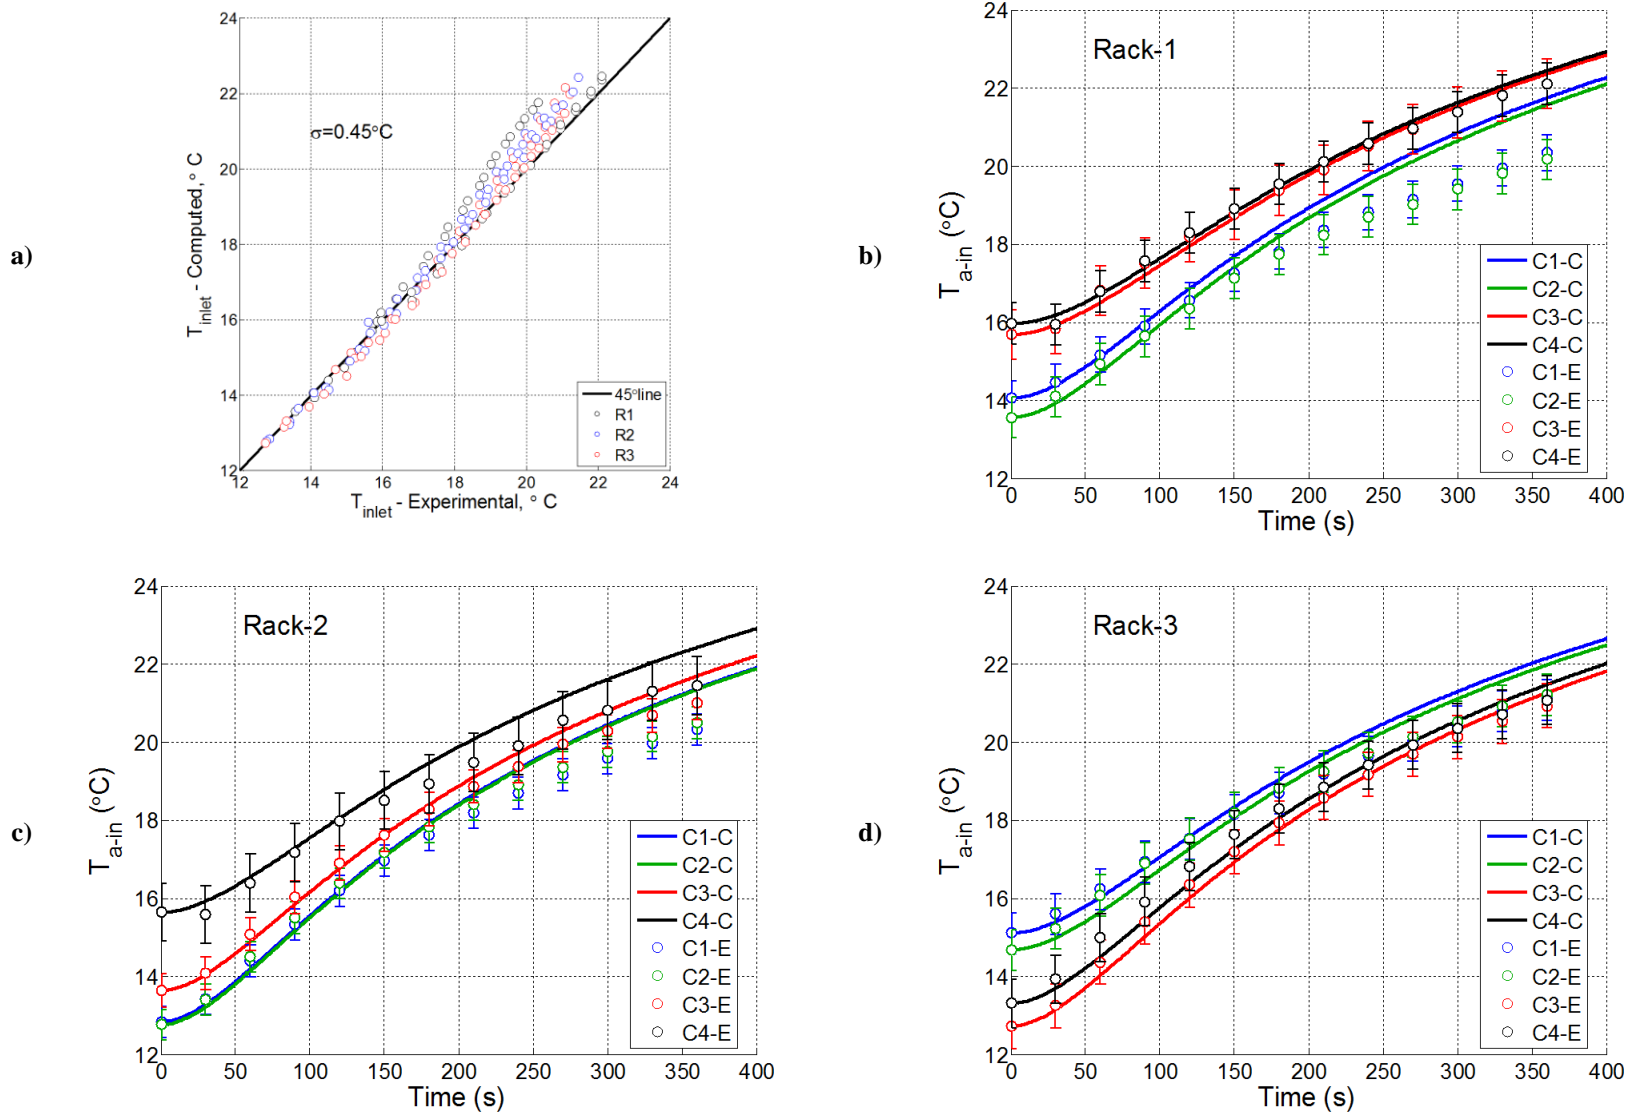 a)
24
22
20
18
16
14
12
T inlet - Computed, ° C
σ=0.45°C
45°line
R1
R2
R3
12 14 16 18 20 22 24
T inlet - Experimental, ° C
b)
24
22
20
18
16
14
12
T a-in (°C)
Rack-1
C1-C
C2-C
C3-C
C4-C
C1-E
C2-E
C3-E
C4-E
0 50 100 150 200 250 300 350 400
Time (s)
c)
24
22
20
18
16
14
12
T a-in (°C)
Rack-2
C1-C
C2-C
C3-C
C4-C
C1-E
C2-E
C3-E
C4-E
0 50 100 150 200 250 300 350 400
Time (s)
d)
24
22
20
18
16
14
12
T a-in (°C)
Rack-3
C1-C
C2-C
C3-C
C4-C
C1-E
C2-E
C3-E
C4-E
0 50 100 150 200 250 300 350 400
Time (s)